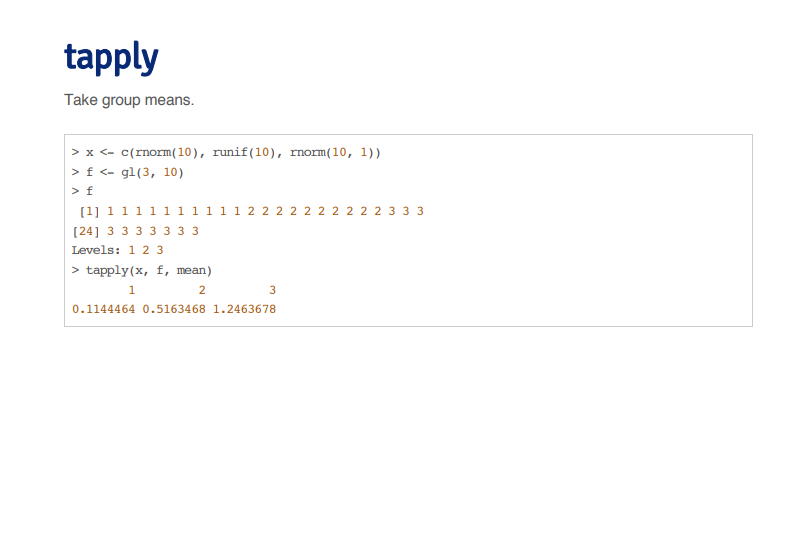 tapply
Take group means.
> x <- c(rnorm(10), runif(10), rnorm(10, 1))
> f <- gl(3, 10)
> f
[1] 1 1 1 1 1 1 1 1 1 1 2 2 2 2 2 2 2 2 2 2 3 3 3
[24] 3 3 3 3 3 3 3
Levels: 1 2 3
> tapply(x, f, mean)
1 2 3
0.1144464 0.5163468 1.2463678